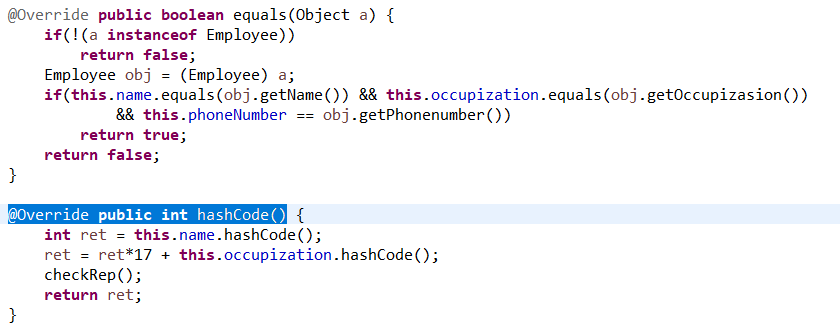 @Override public boolean equals(Object a) {
    if(!(a instanceof Employee))
        return false;
    Employee obj = (Employee) a;
    if(this.name.equals(obj.getName()) && this.occupization.equals(obj.getOccupizasion())
            && this.phoneNumber == obj.getPhonenumber())
        return true;
    return false;
}

@Override public int hashCode() {
    int ret = this.name.hashCode();
    ret = ret*17 + this.occupization.hashCode();
    checkRep();
    return ret;
}